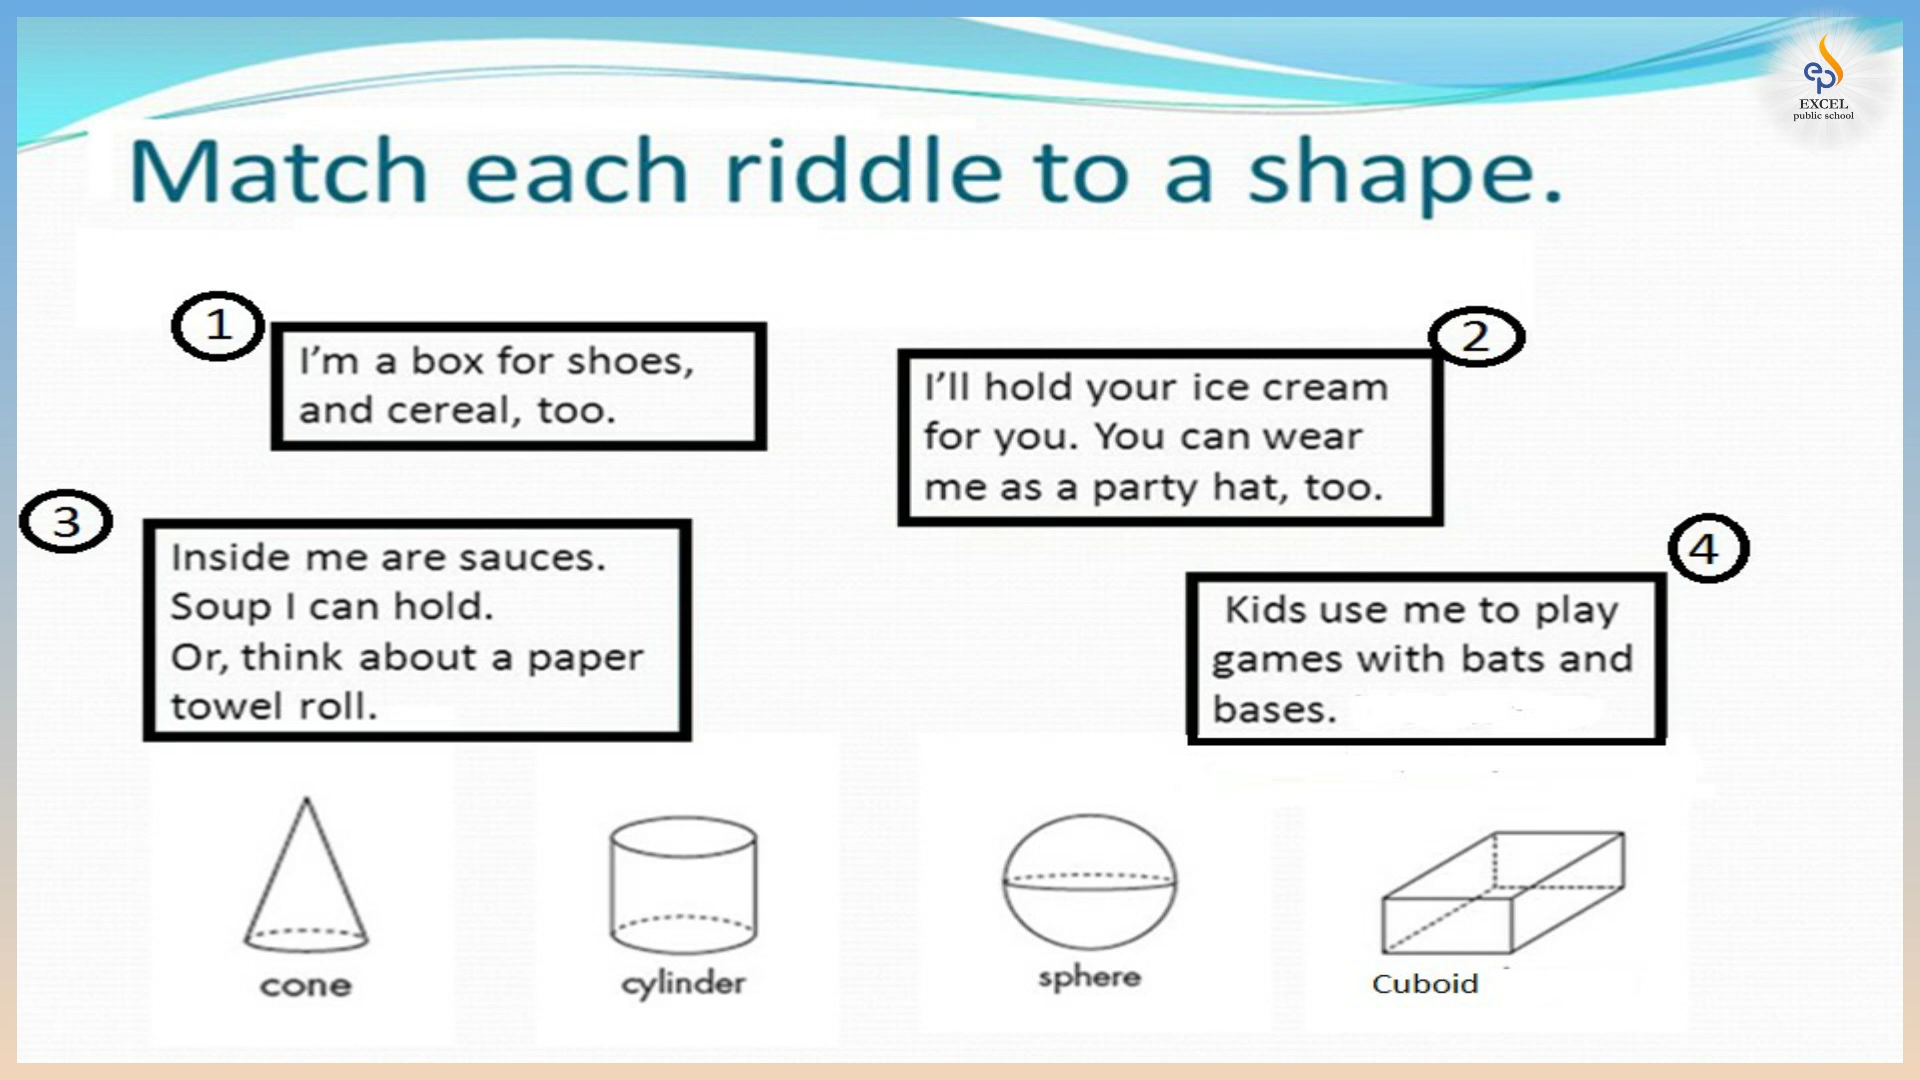 EXCEL
public school
Match each riddle to a shape.
1
I'm a box for shoes,
and cereal, too.
2
I'll hold your ice cream
for you. You can wear
me as a party hat, too.
3
Inside me are sauces.
Soup I can hold.
Or, think about a paper
towel roll.
4
Kids use me to play
games with bats and
bases.
cone
cylinder
sphere
Cuboid